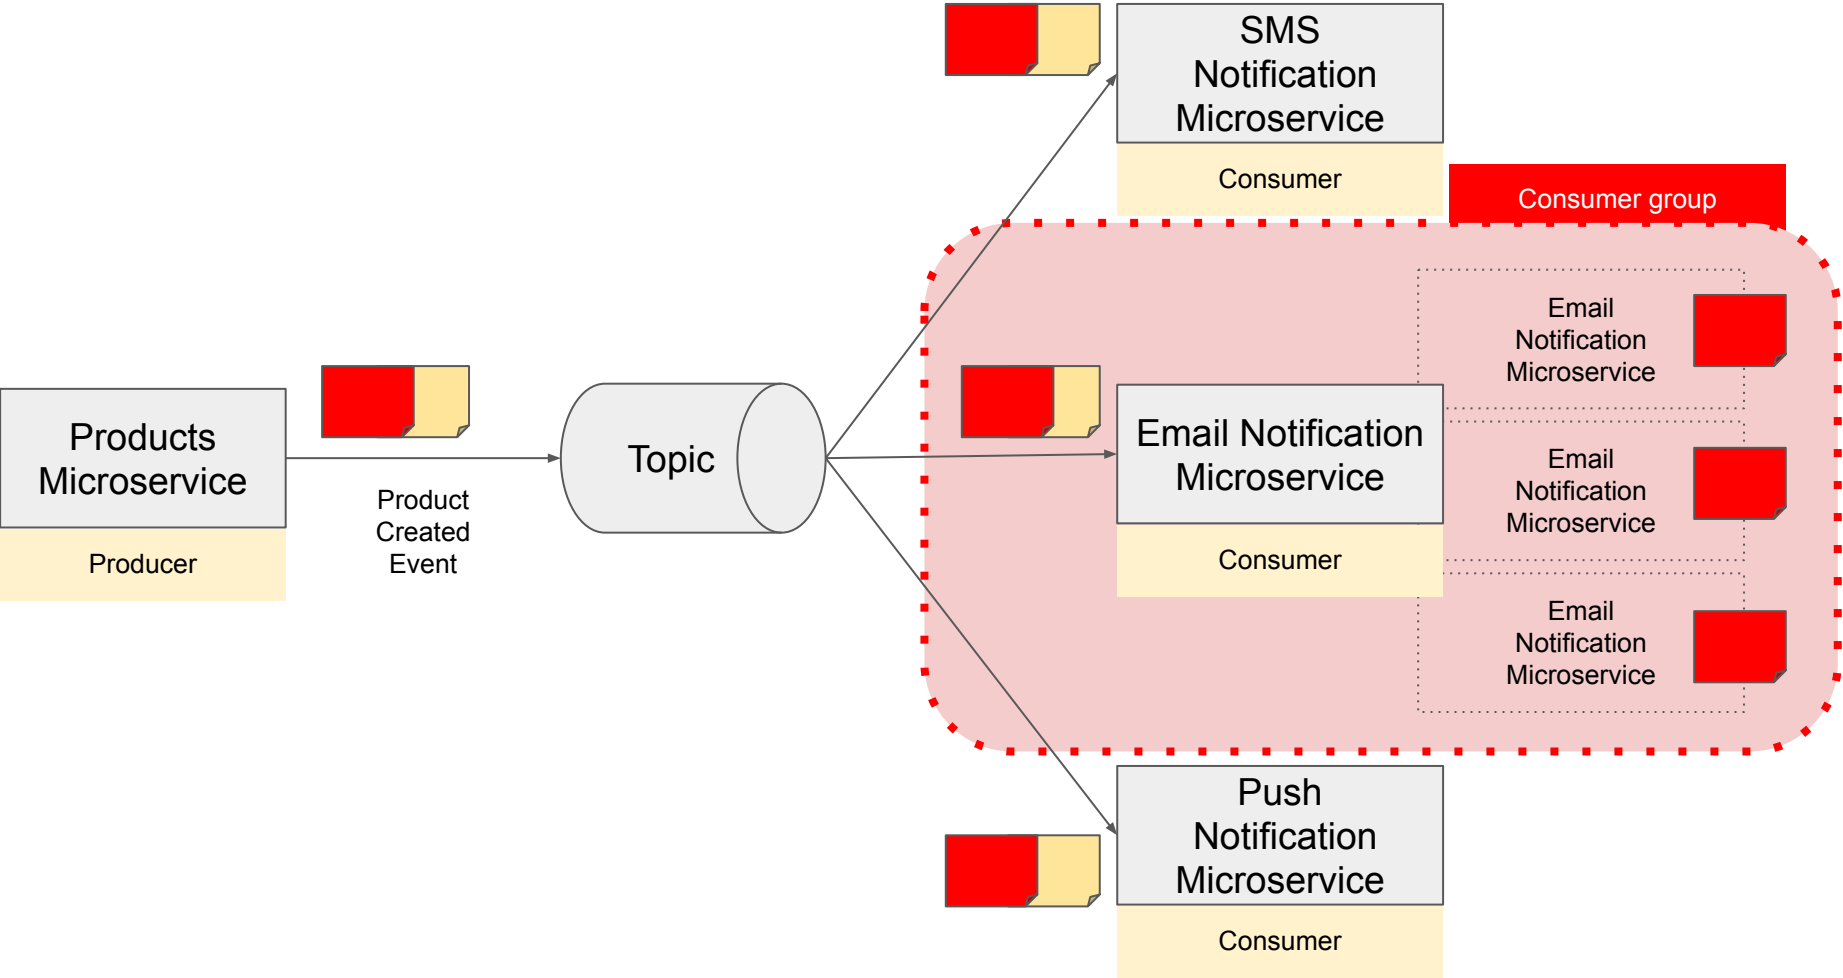 SMS
Notification
Microservice
Consumer
Consumer group
Email
Notification
Microservice
Products
Microservice
Producer
Product
Created
Event
Topic
Email Notification
Microservice
Consumer
Email
Notification
Microservice
Email
Notification
Microservice
Push
Notification
Microservice
Consumer